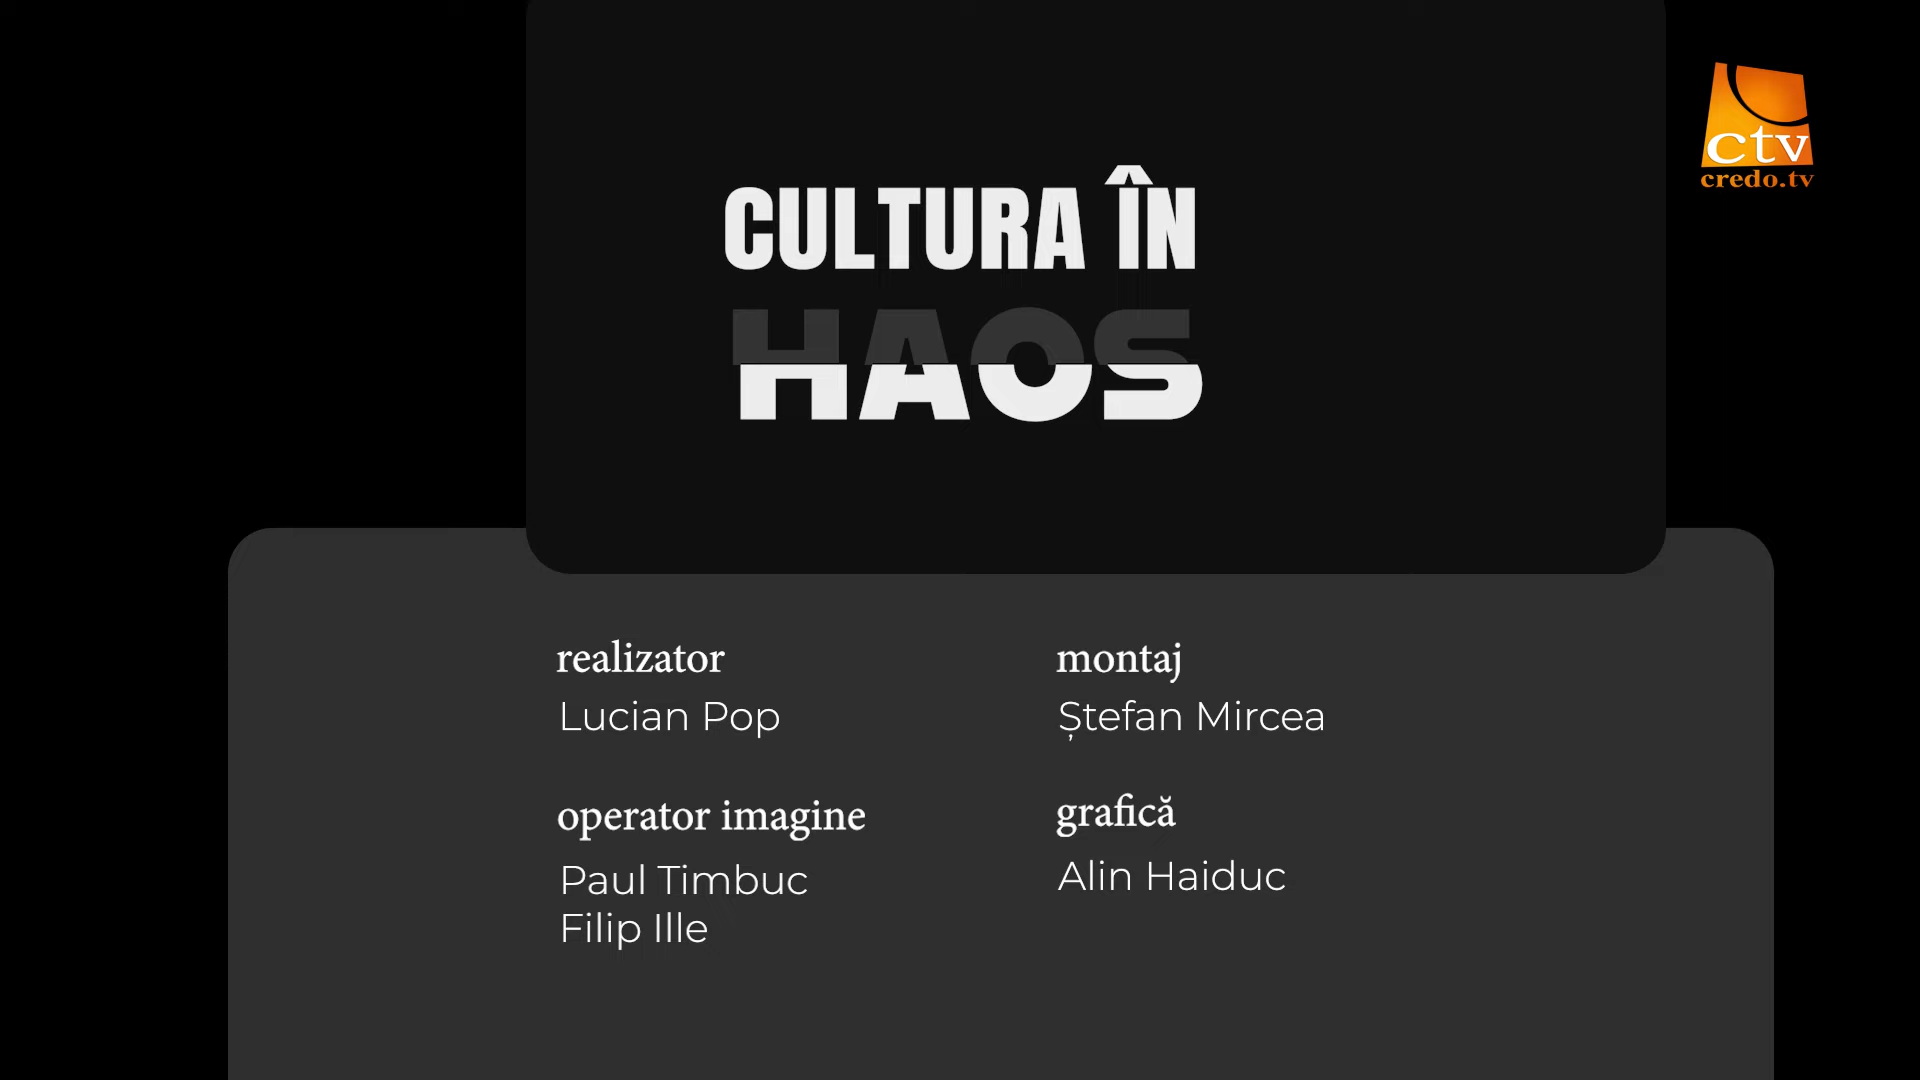 CULTURA ÎN
HAOS
ctv
credo.tv
realizator
Lucian Pop
operator imagine
Paul Timbuc
Filip Ille
montaj
Ștefan Mircea
grafică
Alin Haiduc